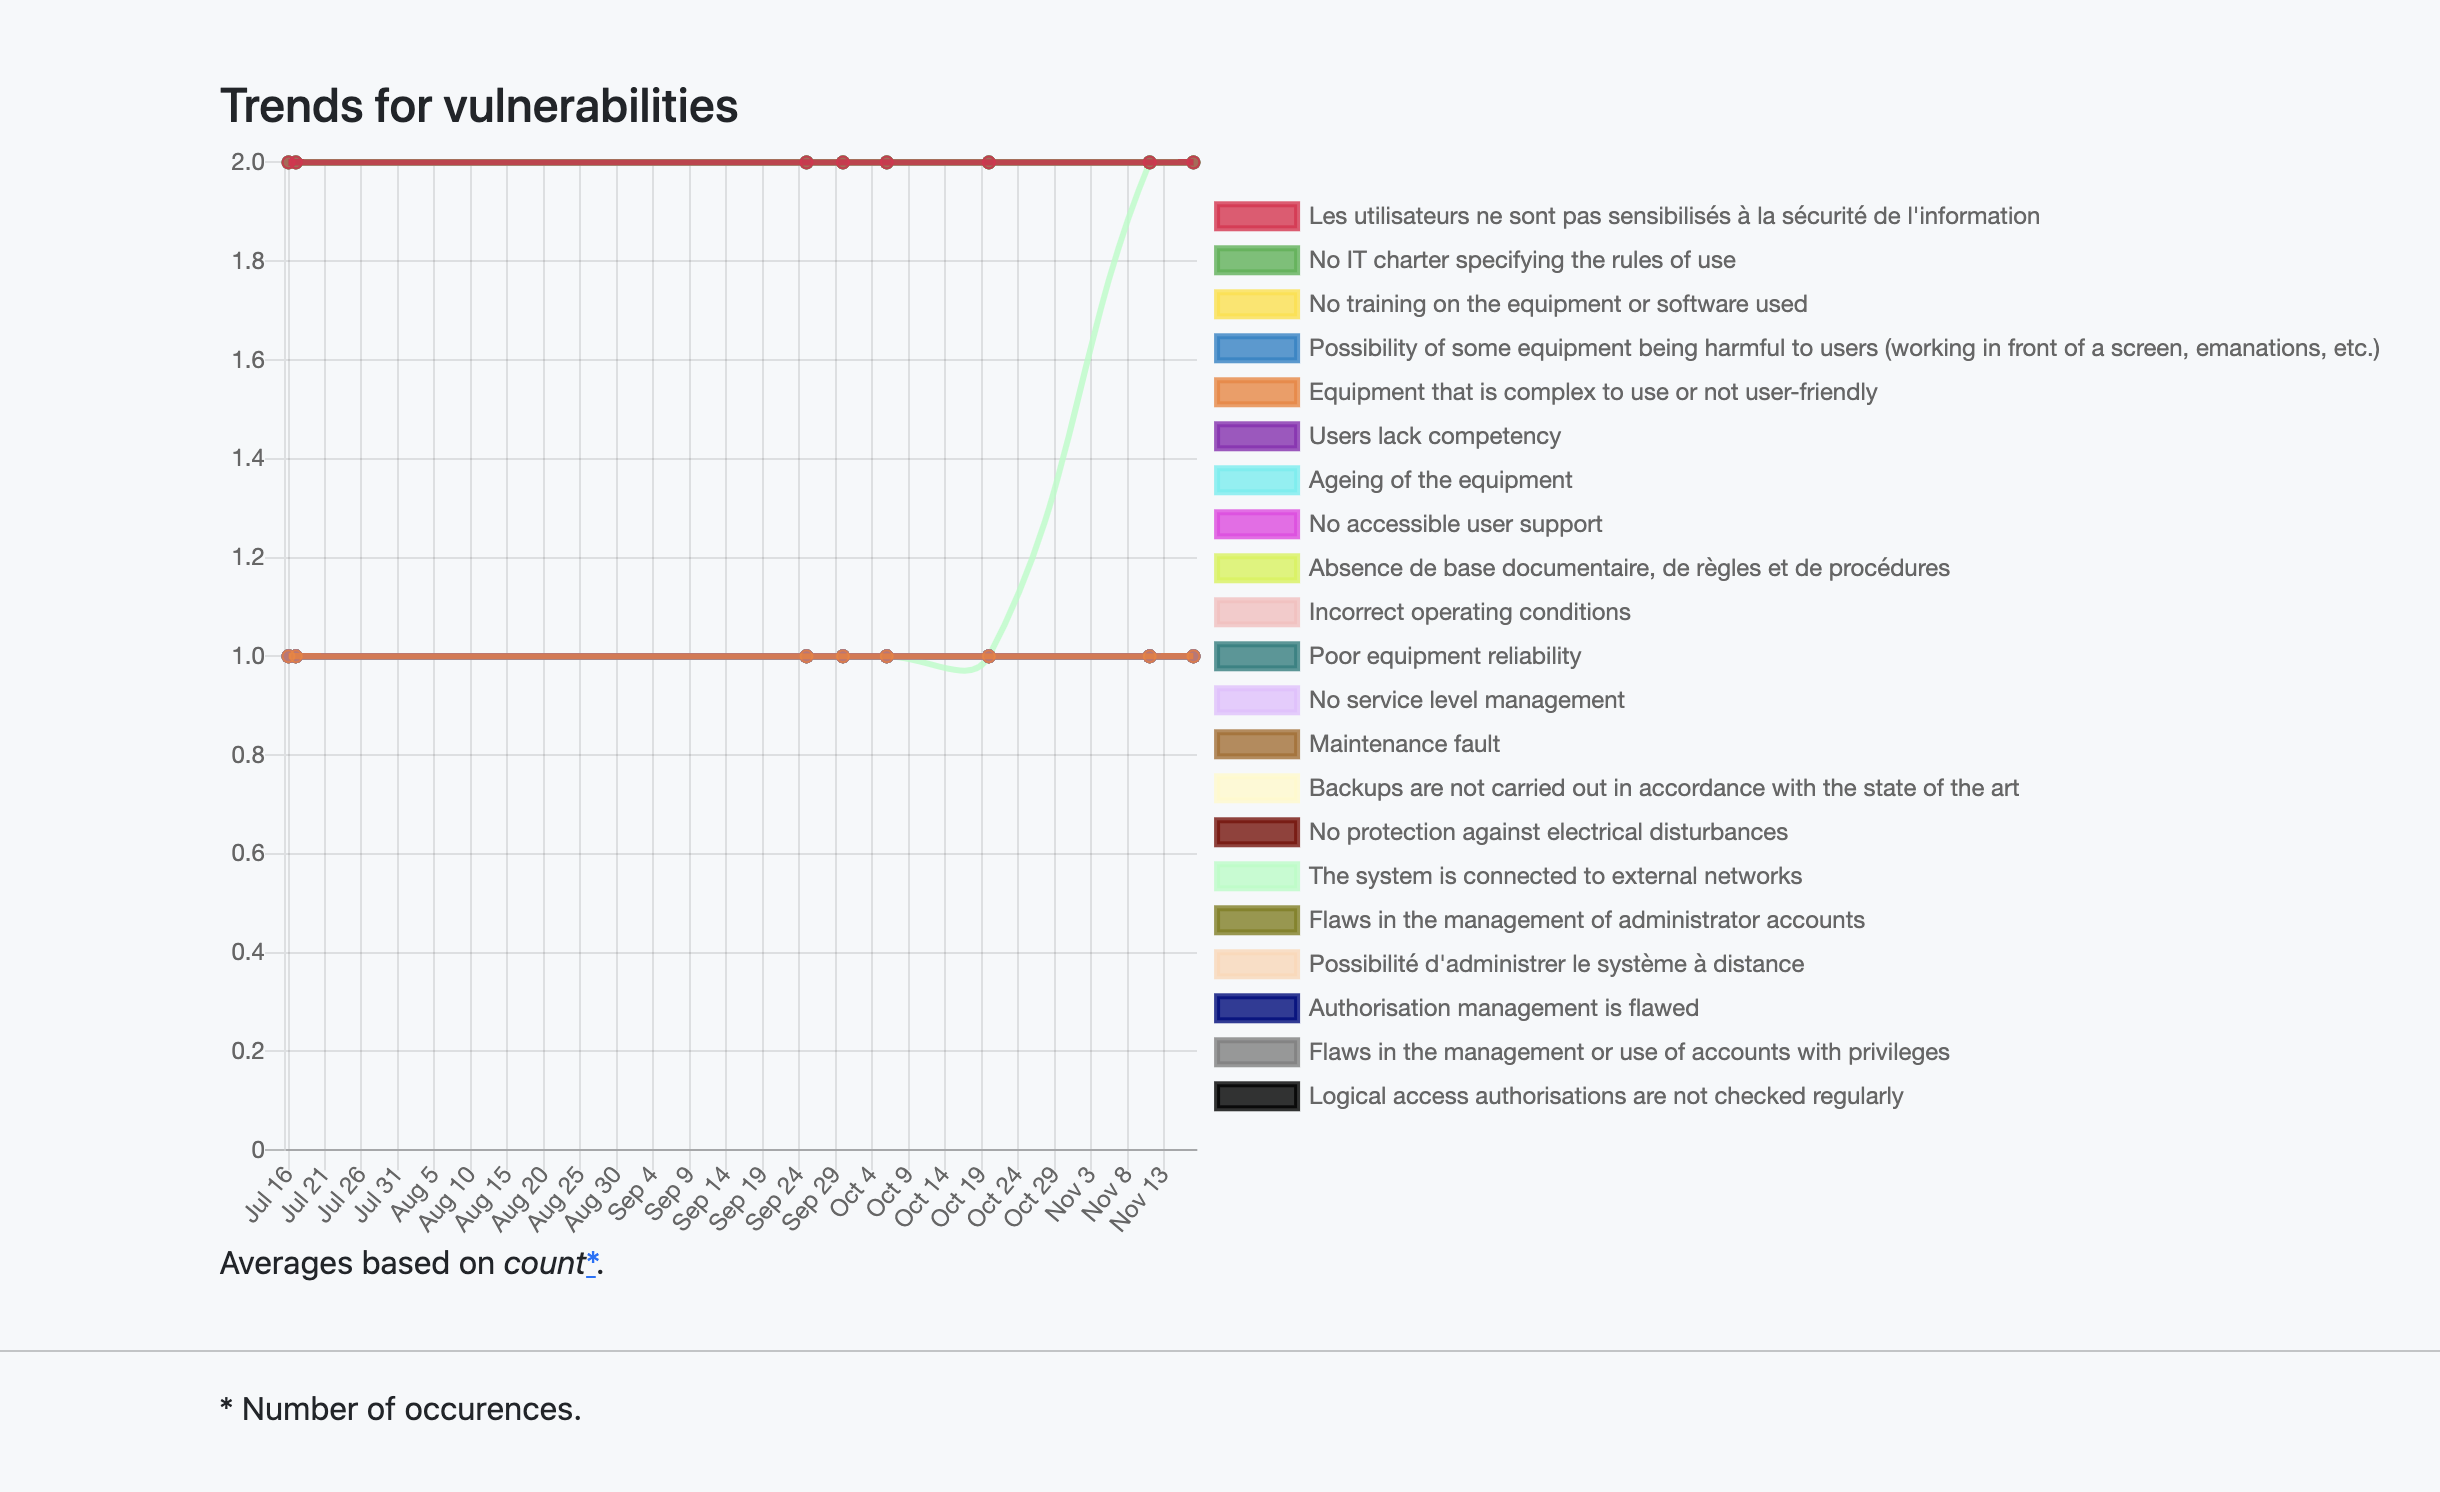 Trends for vulnerabilities
2.0
1.8
1.6
1.4
1.2
1.0
0.8
0.6
0.4
0.2
0
Jul 16
Jul 21
Jul 26
Jul 31
Aug 5
Aug 10
Aug 15
Aug 20
Aug 25
Aug 30
Sep 4
Sep 9
Sep 14
Sep 19
Sep 24
Sep 29
Oct 4
Oct 9
Oct 14
Oct 19
Oct 24
Oct 29
Nov 3
Nov 8
Nov 13
Les utilisateurs ne sont pas sensibilisés à la sécurité de l'information
No IT charter specifying the rules of use
No training on the equipment or software used
Possibility of some equipment being harmful to users (working in front of a screen, emanations, etc.)
Equipment that is complex to use or not user-friendly
Users lack competency
Ageing of the equipment
No accessible user support
Absence de base documentaire, de règles et de procédures
Incorrect operating conditions
Poor equipment reliability
No service level management
Maintenance fault
Backups are not carried out in accordance with the state of the art
No protection against electrical disturbances
The system is connected to external networks
Flaws in the management of administrator accounts
Possibilité d'administrer le système à distance
Authorisation management is flawed
Flaws in the management or use of accounts with privileges
Logical access authorisations are not checked regularly
Averages based on count*.
* Number of occurences.